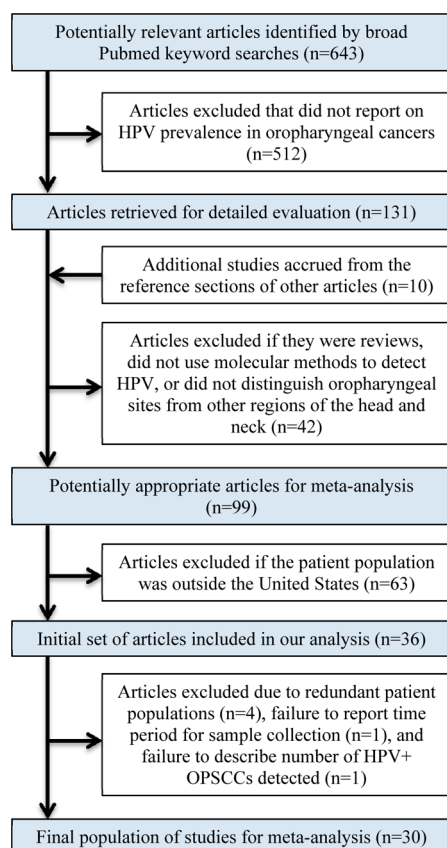 Potentially relevant articles identified by broad
Pubmed keyword searches (n=643)
Articles excluded that did not report on
HPV prevalence in oropharyngeal cancers
(n=512)
Articles retrieved for detailed evaluation (n=131)
Additional studies accrued from the
reference sections of other articles (n=10)
Articles excluded if they were reviews,
did not use molecular methods to detect
HPV, or did not distinguish oropharyngeal
sites from other regions of the head and
neck (n=42)
Potentially appropriate articles for meta-analysis
(n=99)
Articles excluded if the patient population
was outside the United States (n=63)
Initial set of articles included in our analysis (n=36)
Articles excluded due to redundant patient
populations (n=4), failure to report time
period for sample collection (n=1), and
failure to describe number of HPV+
OPSCCs detected (n=1)
Final population of studies for meta-analysis (n=30)